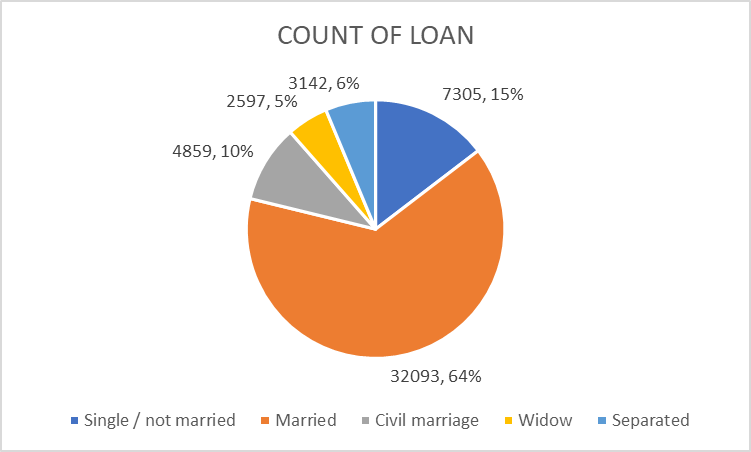 COUNT OF LOAN
3142, 6%
7305, 15%
2597, 5%
4859, 10%
32093, 64%
Single / not married Married Civil marriage Widow Separated